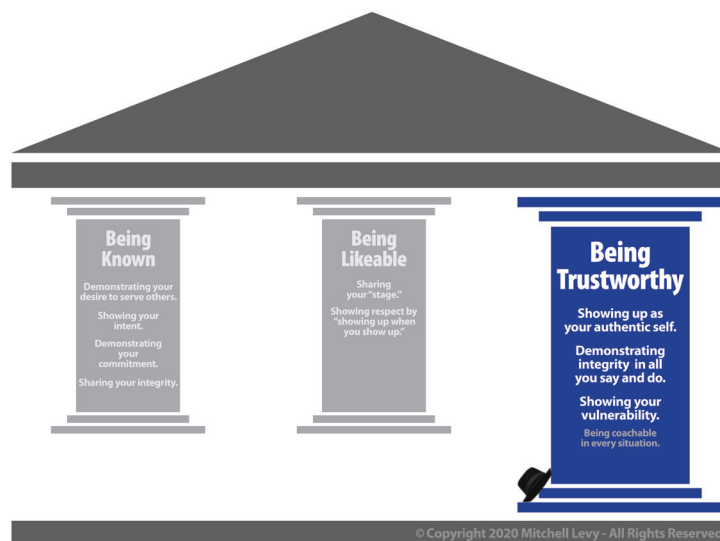 Being
Known
Demonstrating your
desire to serve others.
Showing your
intent.
Demonstrating
your
commitment.
Sharing your integrity.
Being
Likeable
Sharing
your “stage.”
Showing respect by
“showing up when
you show up.”
Being
Trustworthy
Showing up as
your authentic self.
Demonstrating
integrity in all
you say and do.
Showing your
vulnerability.
Being coachable
in every situation.
© Copyright 2020 Mitchell Levy - All Rights Reserved